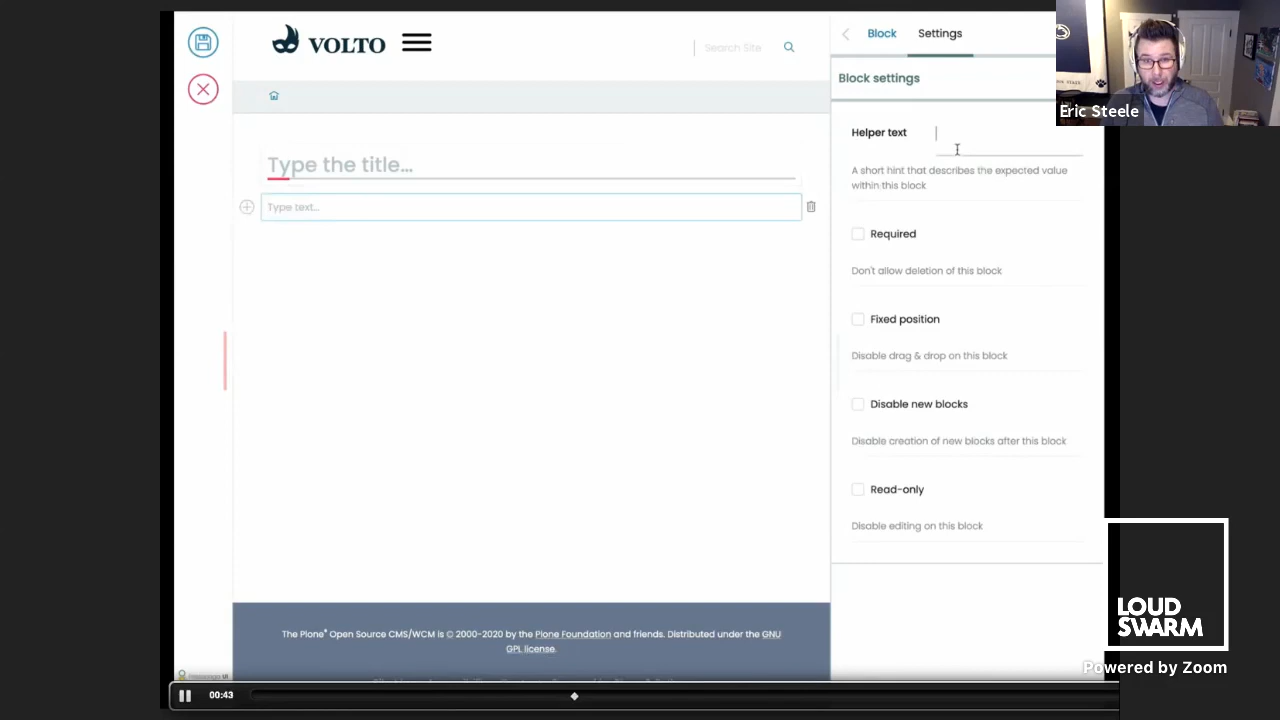 VOLTO
Search Site
Block
Settings
Block settings
Eric Steele
Type the title...
Type text...
Helper text
A short hint that describes the expected value
within this block
Required
Don't allow deletion of this block
Fixed position
Disable drag & drop on this block
Disable new blocks
Disable creation of new blocks after this block
Read-only
Disable editing on this block
The Plone® Open Source CMS/WCM is © 2000-2020 by the Plone Foundation and friends. Distributed under the GNU
GPL license.
00:43
LOUD
SWARM
Powered by Zoom